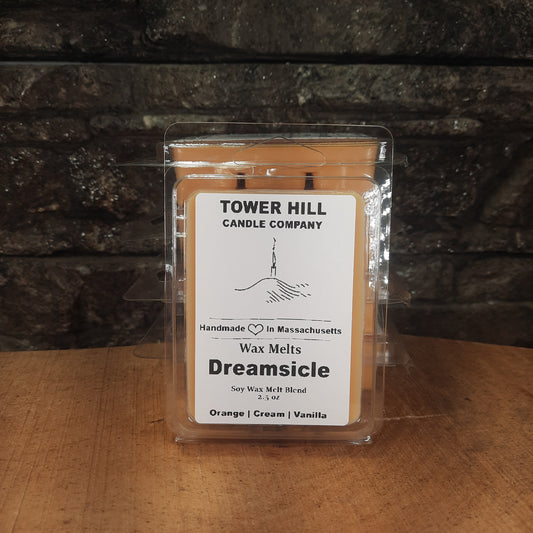 TOWER HILL
CANDLE COMPANY
Handmade In Massachusetts
Wax Melts
Dreamsicle
Soy Wax Melt Blend
2.5 oz
Orange | Cream | Vanilla